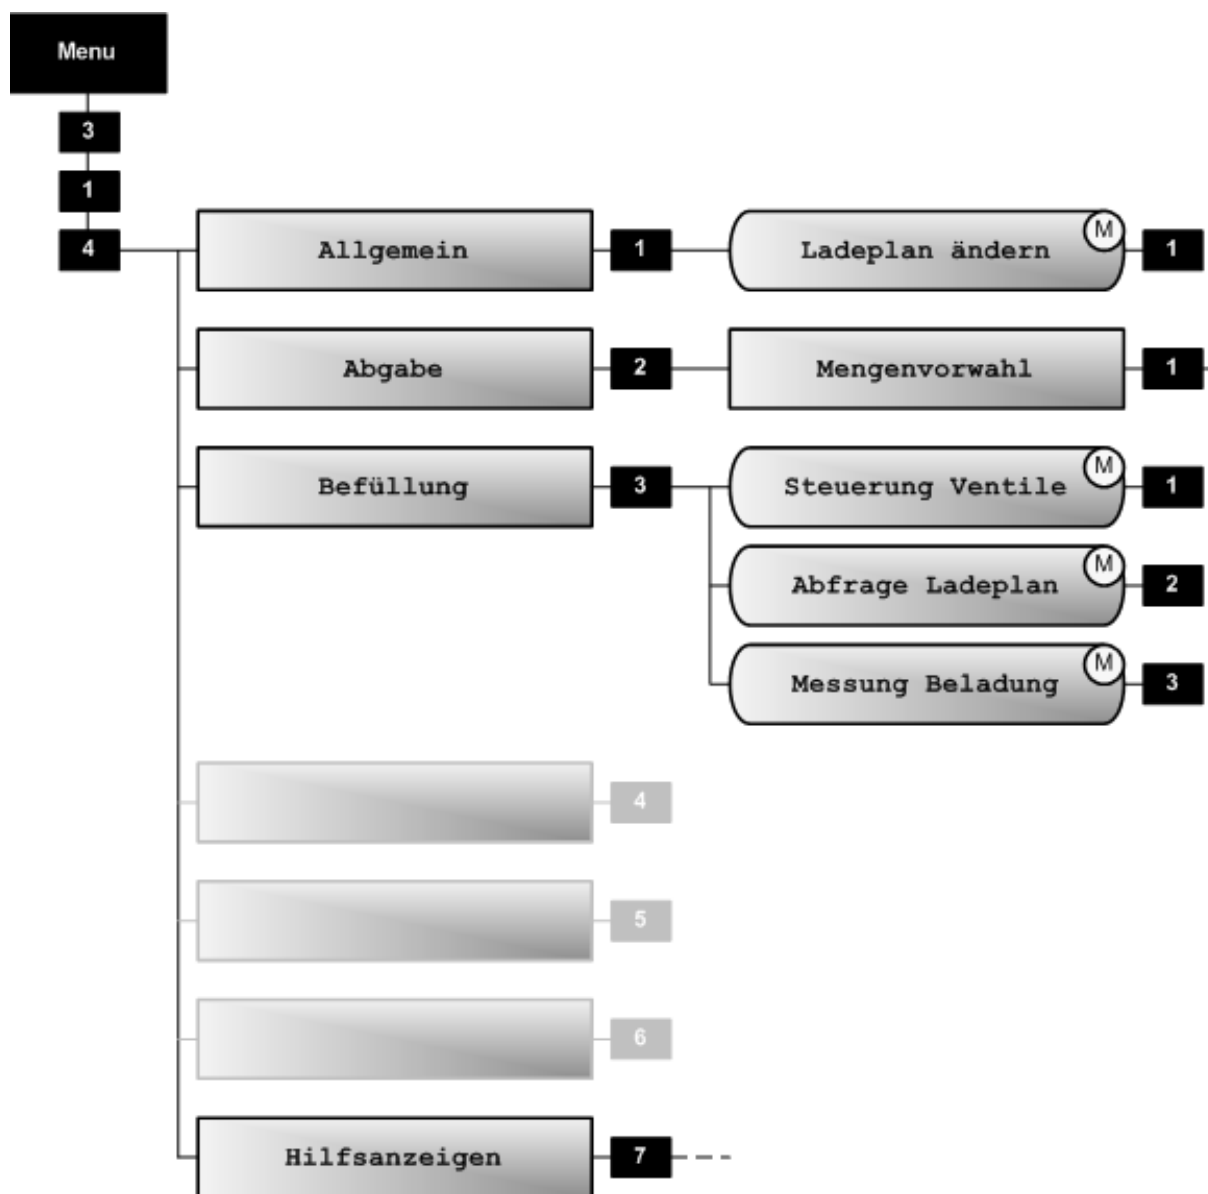 Menu
3
1
4
Allgemein 1 Ladeplan ändern M 1
Abgabe 2 Mengenvorwahl 1
Befüllung 3 Steuerung Ventile M 1
Abfrage Ladeplan M 2
Messung Beladung M 3
4
5
6
Hilfsanzeigen 7